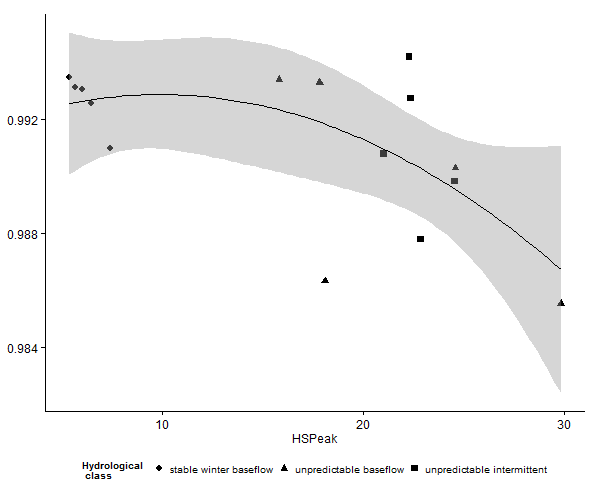 0.992
0.988
0.984
10 20 30
HSPeak
Hydrological
class
stable winter baseflow unpredictable baseflow unpredictable intermittent